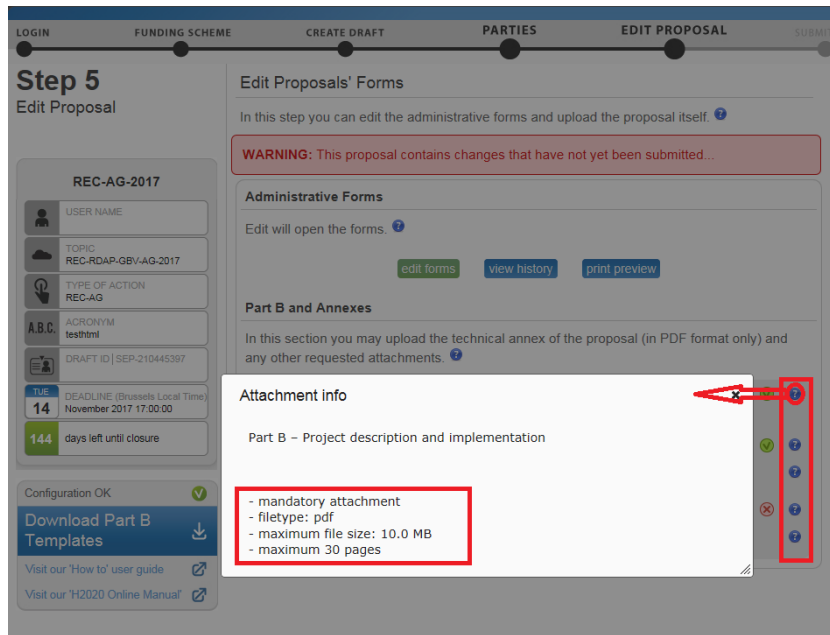 LOGIN
FUNDING SCHEME
CREATE DRAFT
PARTIES
EDIT PROPOSAL
Step 5
Edit Proposal
REC-AG-2017
USER NAME
TOPIC
REC-RDAP-GBV-AG-2017
TYPE OF ACTION
REC-AG
A.B.C.
ACRONYM
testhtml
DRAFT ID | SEP-210445397
TUE
14
DEADLINE (Brussels Local Time)
November 2017 17:00:00
144
days left until closure
Configuration OK
Download Part B
Templates
Visit our 'How to' user guide
Visit our 'H2020 Online Manual'
Edit Proposals' Forms
In this step you can edit the administrative forms and upload the proposal itself. ?
WARNING: This proposal contains changes that have not yet been submitted...
Administrative Forms
Edit will open the forms. ?
edit forms
view history
print preview
Part B and Annexes
In this section you may upload the technical annex of the proposal (in PDF format only) and
any other requested attachments. ?
Attachment info
x
Part B – Project description and implementation
- mandatory attachment
- filetype: pdf
- maximum file size: 10.0 MB
- maximum 30 pages
?
?
?
?
?